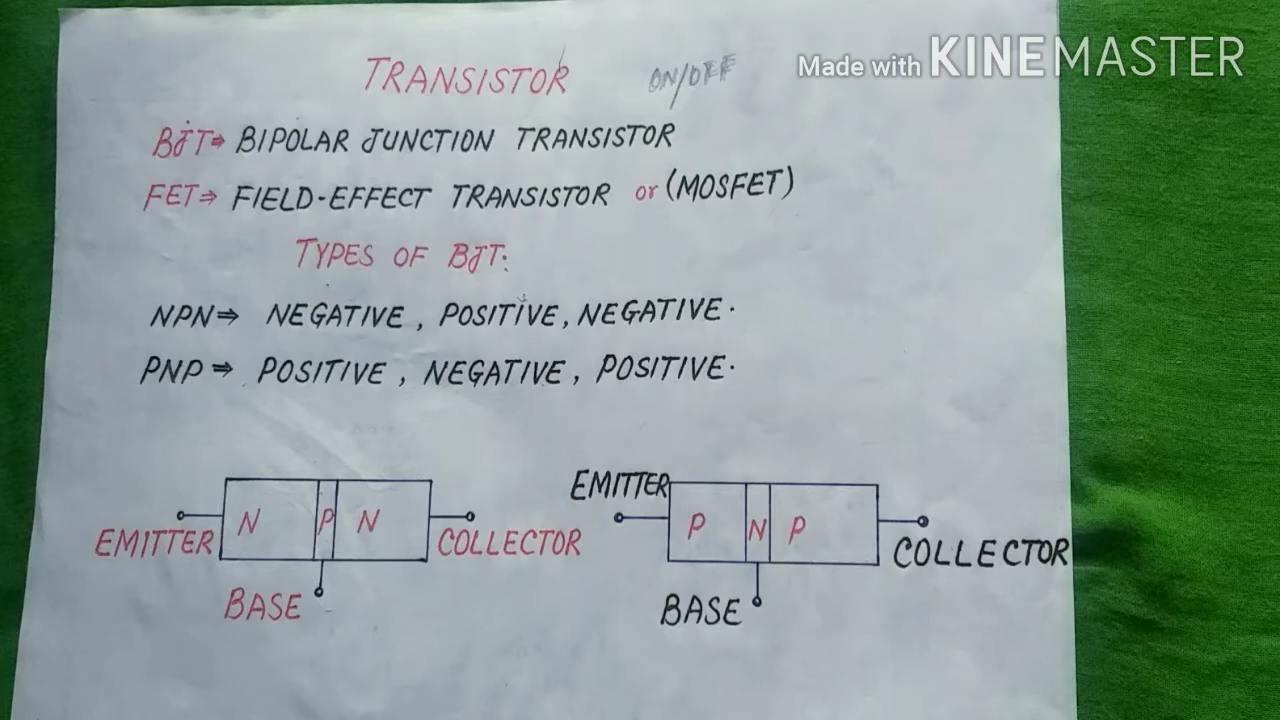 TRANSISTOR ON/OFF
Made with KINEMASTER
BJT⇒ BIPOLAR JUNCTION TRANSISTOR
FET⇒ FIELD-EFFECT TRANSISTOR or (MOSFET)
TYPES OF BJT:
NPN⇒ NEGATIVE, POSITIVE, NEGATIVE.
PNP⇒ POSITIVE, NEGATIVE, POSITIVE.
EMITTER N P N COLLECTOR
BASE
EMITTER P N P COLLECTOR
BASE